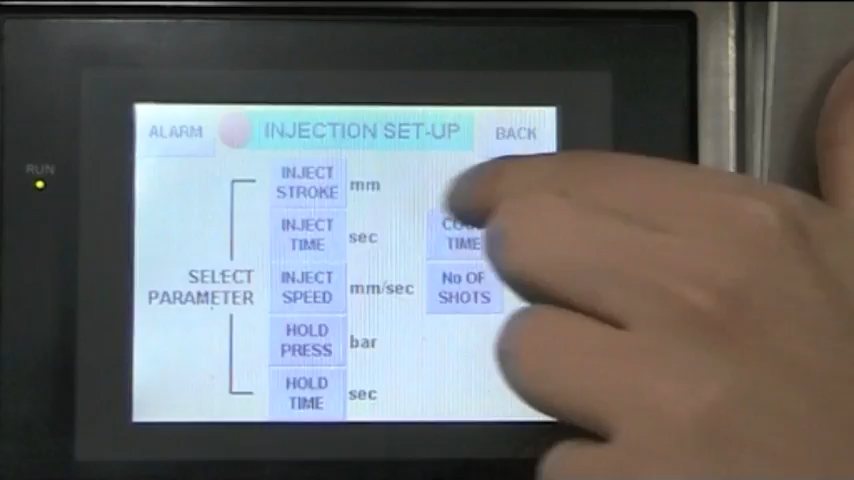 RUN
ALARM
INJECTION SET-UP
BACK
INJECT
STROKE
mm
INJECT
TIME
sec
TIME
SELECT
PARAMETER
INJECT
SPEED
mm/sec
No OF
SHOTS
HOLD
PRESS
bar
HOLD
TIME
sec